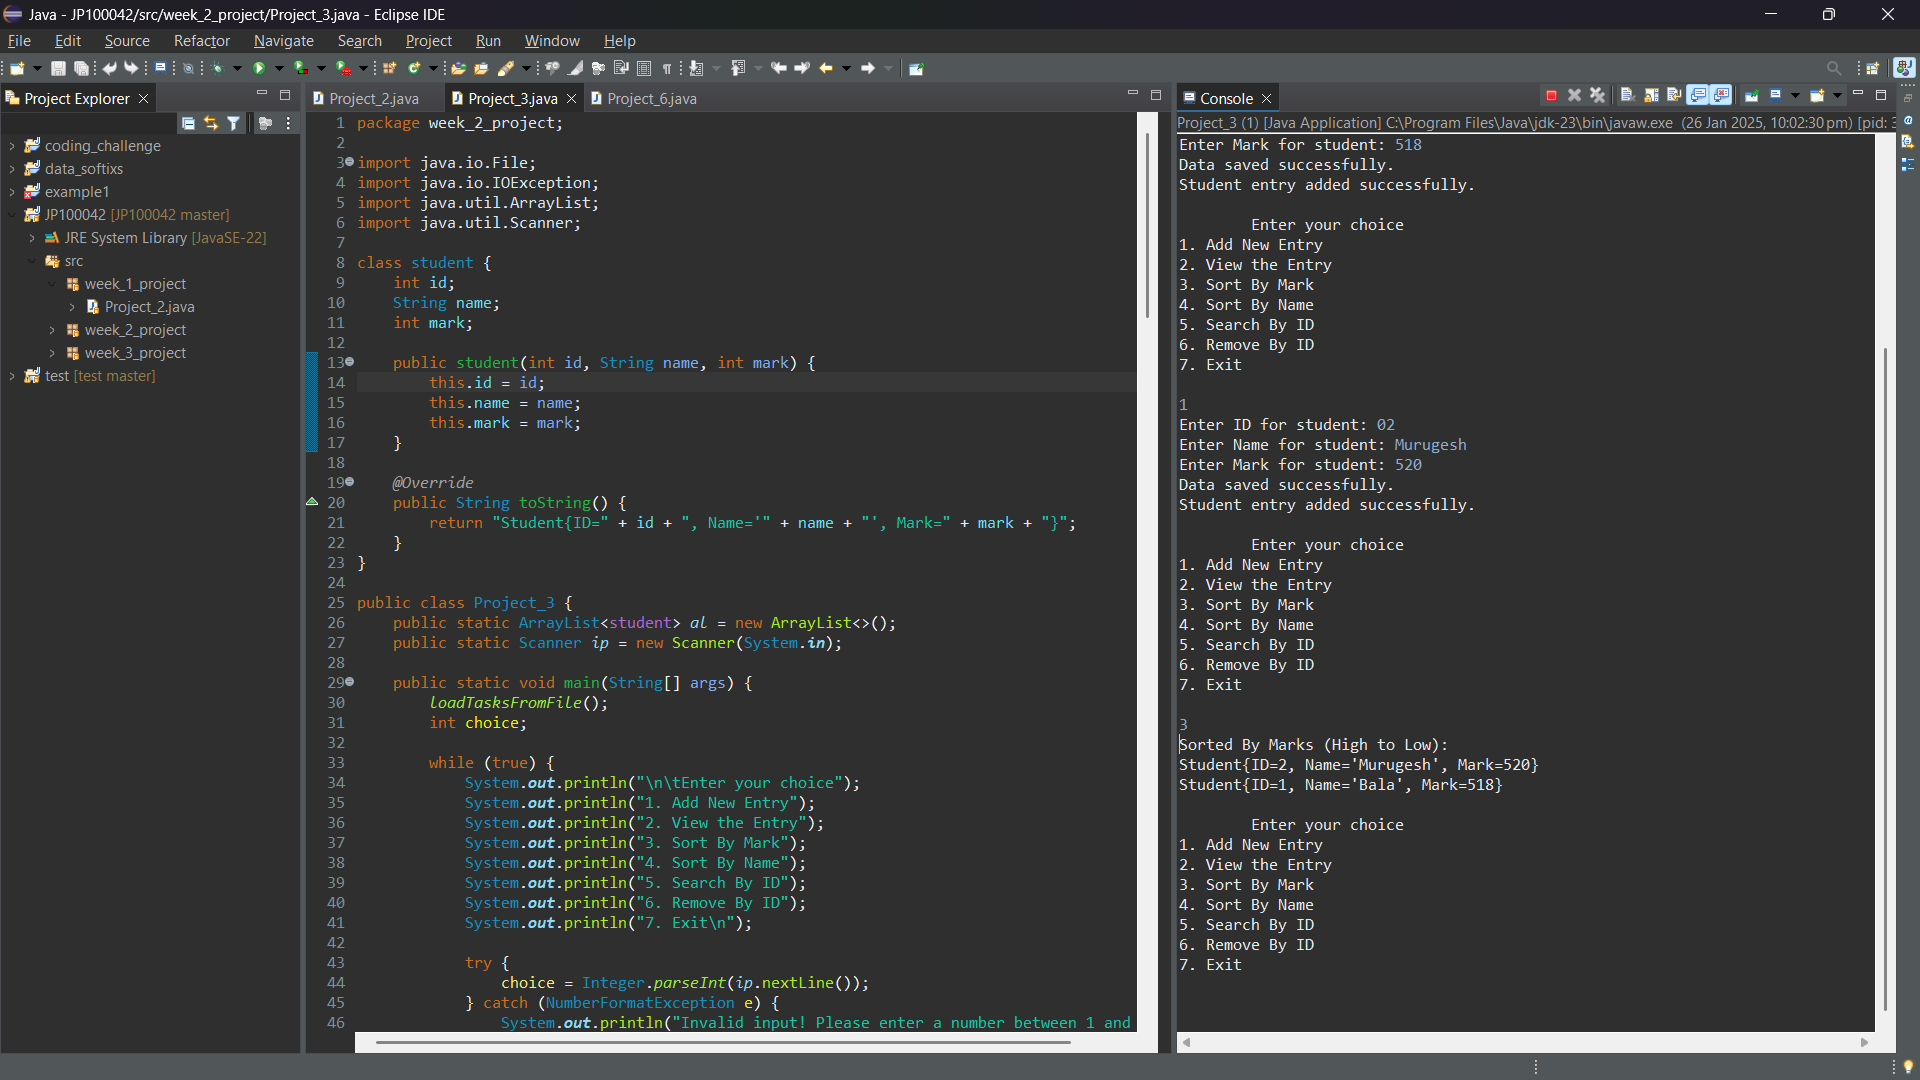 Java - JP100042/src/week_2_project/Project_3.java - Eclipse IDE
File Edit Source Refactor Navigate Search Project Run Window Help
Project Explorer
coding_challenge
data_softixs
example1
JP100042 [JP100042 master]
JRE System Library [JavaSE-22]
src
week_1_project
Project_2.java
week_2_project
week_3_project
test [test master]
Project_2.java Project_3.java Project_6.java
1 package week_2_project;
2
3 import java.io.File;
4 import java.io.IOException;
5 import java.util.ArrayList;
6 import java.util.Scanner;
7
8 class student {
9 int id;
10 String name;
11 int mark;
12
13 public student(int id, String name, int mark) {
14 this.id = id;
15 this.name = name;
16 this.mark = mark;
17 }
18
19 @Override
20 public String toString() {
21 return "Student{ID=" + id + ", Name='" + name + "', Mark=" + mark + "}";
22 }
23 }
24
25 public class Project_3 {
26 public static ArrayList<student> al = new ArrayList<>();
27 public static Scanner ip = new Scanner(System.in);
28
29 public static void main(String[] args) {
30 loadTasksFromFile();
31 int choice;
32
33 while (true) {
34 System.out.println("\n\tEnter your choice");
35 System.out.println("1. Add New Entry");
36 System.out.println("2. View the Entry");
37 System.out.println("3. Sort By Mark");
38 System.out.println("4. Sort By Name");
39 System.out.println("5. Search By ID");
40 System.out.println("6. Remove By ID");
41 System.out.println("7. Exit\n");
42
43 try {
44 choice = Integer.parseInt(ip.nextLine());
45 } catch (NumberFormatException e) {
46 System.out.println("Invalid input! Please enter a number between 1 and
Console
Project_3 (1) [Java Application] C:\Program Files\Java\jdk-23\bin\javaw.exe (26 Jan 2025, 10:02:30 pm) [pid: 3
Enter Mark for student: 518
Data saved successfully.
Student entry added successfully.
Enter your choice
1. Add New Entry
2. View the Entry
3. Sort By Mark
4. Sort By Name
5. Search By ID
6. Remove By ID
7. Exit
1
Enter ID for student: 02
Enter Name for student: Murugesh
Enter Mark for student: 520
Data saved successfully.
Student entry added successfully.
Enter your choice
1. Add New Entry
2. View the Entry
3. Sort By Mark
4. Sort By Name
5. Search By ID
6. Remove By ID
7. Exit
3
Sorted By Marks (High to Low):
Student{ID=2, Name='Murugesh', Mark=520}
Student{ID=1, Name='Bala', Mark=518}
Enter your choice
1. Add New Entry
2. View the Entry
3. Sort By Mark
4. Sort By Name
5. Search By ID
6. Remove By ID
7. Exit